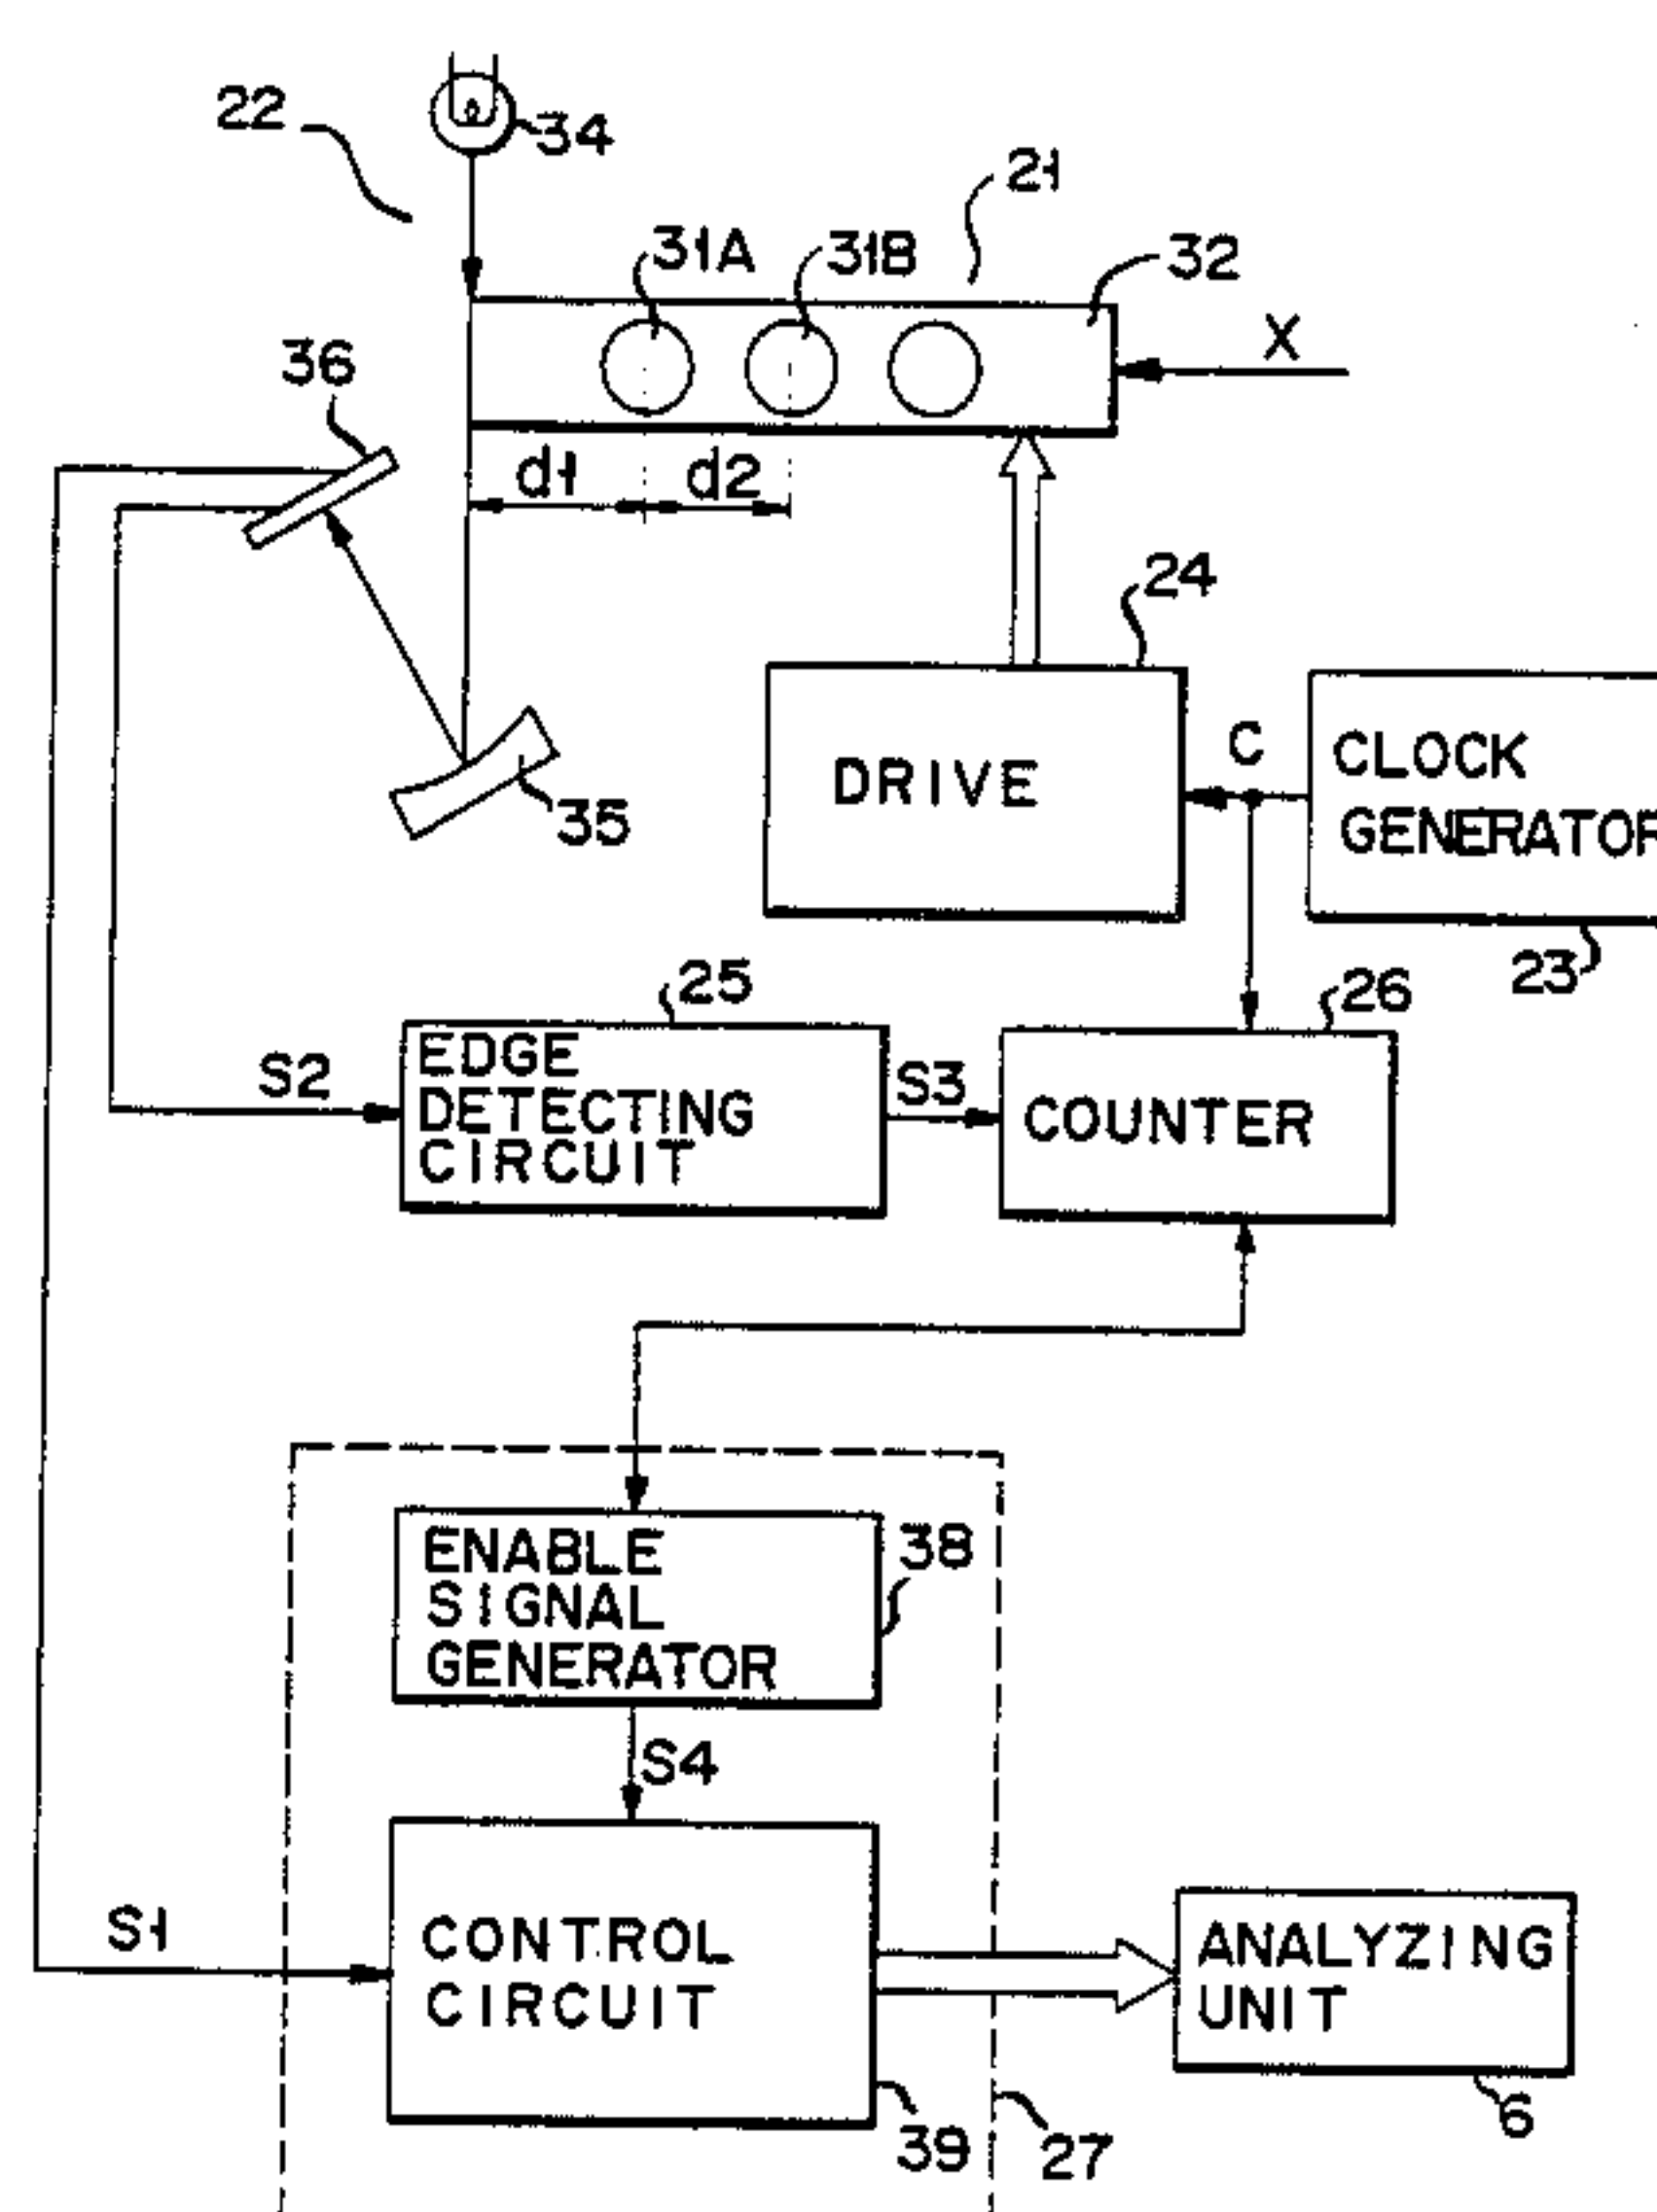 22
34
21
31A
31B
32
X
36
d1
d2
24
35
DRIVE
C
CLOCK
GENERATOR
23
25
26
EDGE
DETECTING
CIRCUIT
S2
S3
COUNTER
ENABLE
SIGNAL
GENERATOR
38
S4
S1
CONTROL
CIRCUIT
ANALYZING
UNIT
39
27
6